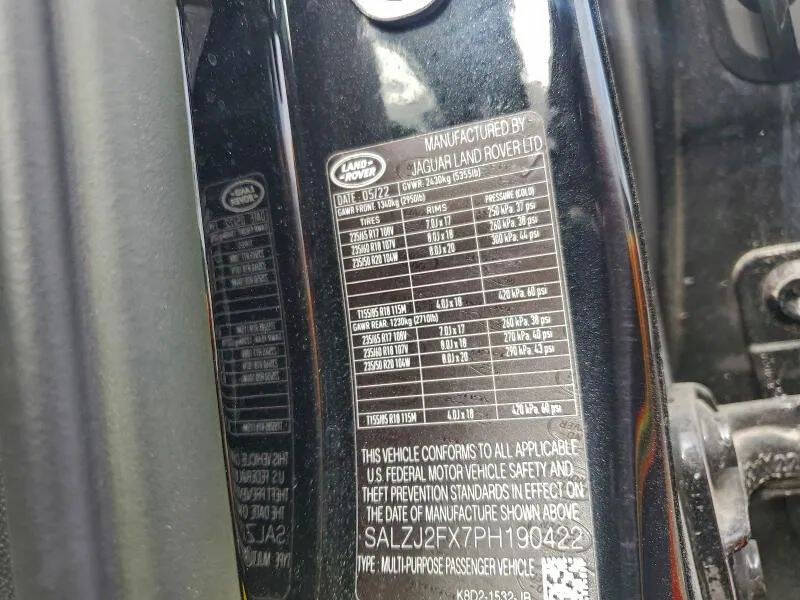 LAND-
-ROVER
MANUFACTURED BY
JAGUAR LAND ROVER LTD
DATE: 05/22 GVWR: 2430kg (5355lb)
GAWR FRONT: 1340kg (2950lb)
TIRES RIMS PRESSURE (COLD)
235/65 R17 108V 7.0J x 17 250 kPa, 37 psi
235/60 R18 107V 8.0J x 18 260 kPa, 38 psi
235/50 R20 104W 8.0J x 20 300 kPa, 44 psi
T155/85 R18 115M 4.0J x 18 420 kPa, 60 psi
GAWR REAR: 1230kg (2710lb)
235/65 R17 108V 7.0J x 17 260 kPa, 38 psi
235/60 R18 107V 8.0J x 18 270 kPa, 40 psi
235/50 R20 104W 8.0J x 20 290 kPa, 43 psi
T155/85 R18 115M 4.0J x 18 420 kPa, 60 psi
THIS VEHICLE CONFORMS TO ALL APPLICABLE
U.S. FEDERAL MOTOR VEHICLE SAFETY AND
THEFT PREVENTION STANDARDS IN EFFECT ON
THE DATE OF MANUFACTURE SHOWN ABOVE
SALZJ2FX7PH190422
TYPE: MULTI-PURPOSE PASSENGER VEHICLE
K8D2-1532-JB